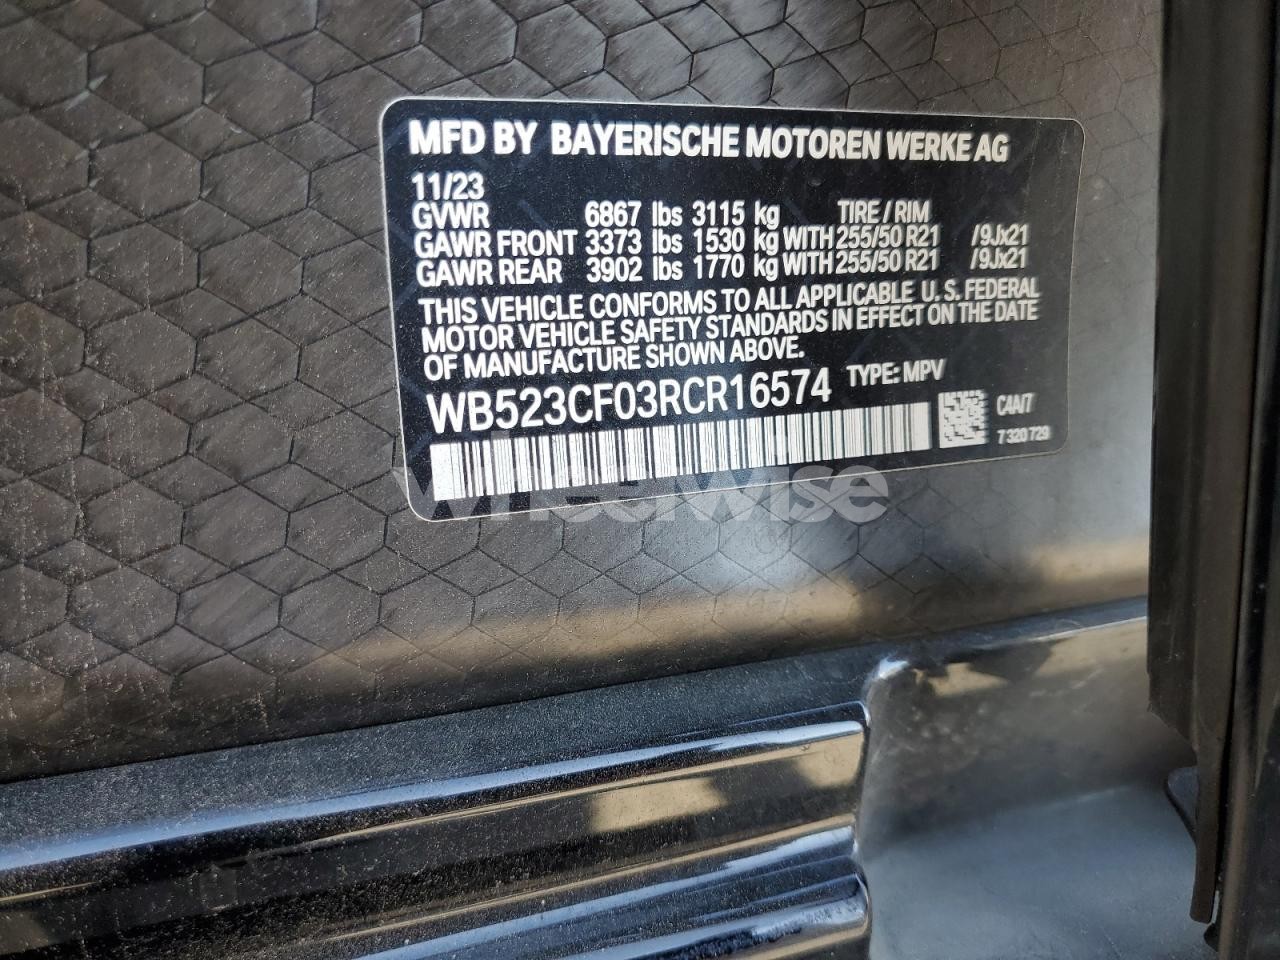 MFD BY BAYERISCHE MOTOREN WERKE AG
11/23
GVWR 6867 lbs 3115 kg TIRE / RIM
GAWR FRONT 3373 lbs 1530 kg WITH 255/50 R21 /9Jx21
GAWR REAR 3902 lbs 1770 kg WITH 255/50 R21 /9Jx21
THIS VEHICLE CONFORMS TO ALL APPLICABLE U.S. FEDERAL
MOTOR VEHICLE SAFETY STANDARDS IN EFFECT ON THE DATE
OF MANUFACTURE SHOWN ABOVE.
WB523CF03RCR16574 TYPE: MPV
C4A/7
7 320 729
wheelwise